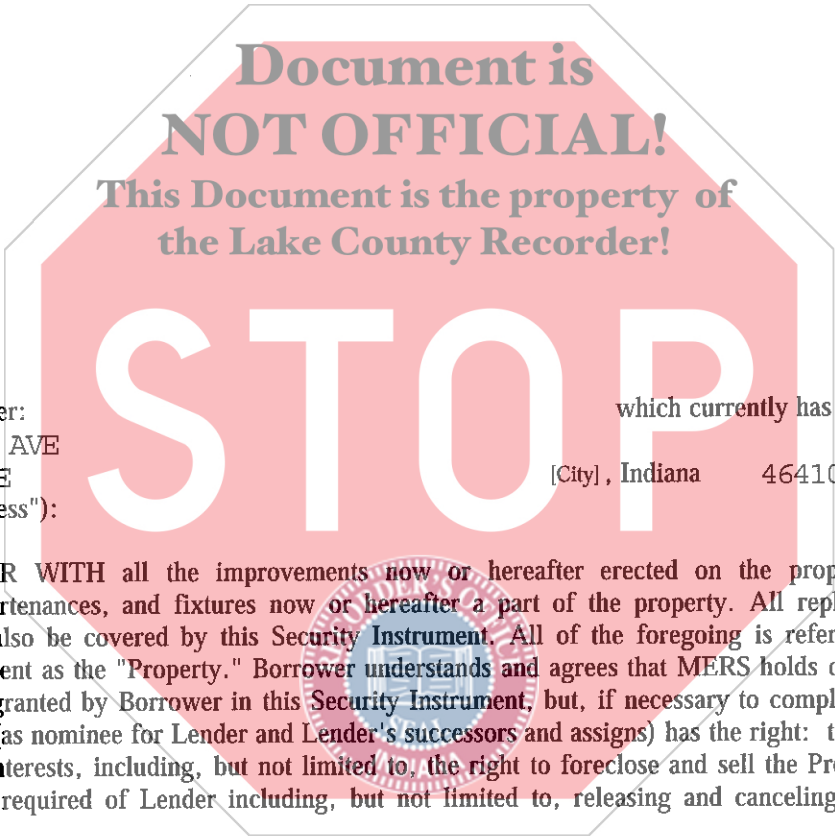 Document is
NOT OFFICIAL!
This Document is the property of
the Lake County Recorder!
STOP
er: which currently has
AVE
E [City], Indiana 46410
ess"):
R WITH all the improvements now or hereafter erected on the prop
rtenances, and fixtures now or hereafter a part of the property. All repl
lso be covered by this Security Instrument. All of the foregoing is refer
ent as the "Property." Borrower understands and agrees that MERS holds
granted by Borrower in this Security Instrument, but, if necessary to compl
(as nominee for Lender and Lender's successors and assigns) has the right:
nterests, including, but not limited to, the right to foreclose and sell the Pro
required of Lender including, but not limited to, releasing and canceling
RECORDER'S OFFICE
SEAL
INDIANA